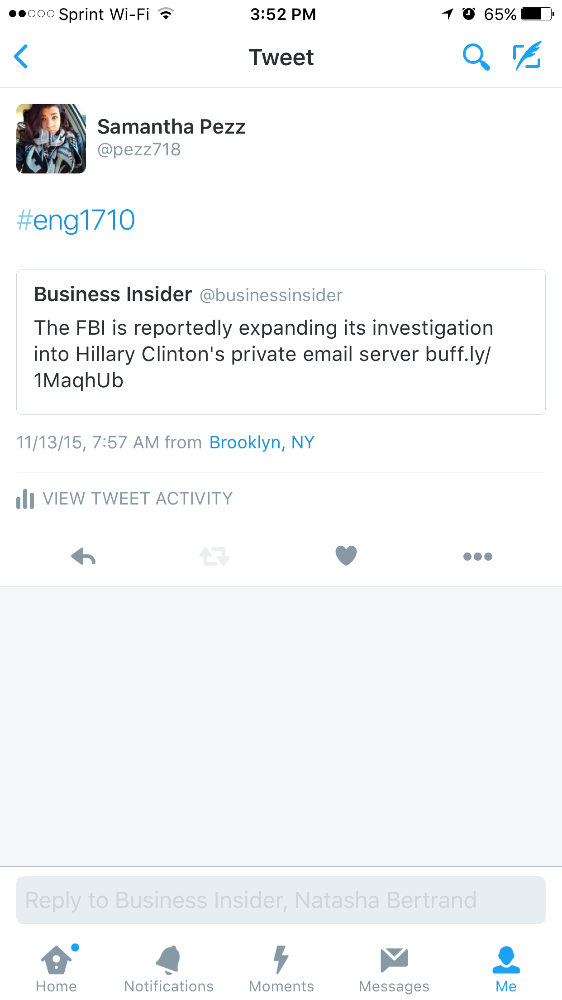 Sprint Wi-Fi 3:52 PM 65%
Tweet
Samantha Pezz
@pezz718
#eng1710
Business Insider @businessinsider
The FBI is reportedly expanding its investigation
into Hillary Clinton's private email server buff.ly/
1MaqhUb
11/13/15, 7:57 AM from Brooklyn, NY
VIEW TWEET ACTIVITY
Reply to Business Insider, Natasha Bertrand
Home Notifications Moments Messages Me